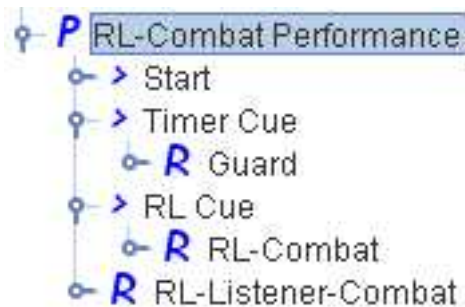 P RL-Combat Performance
> Start
> Timer Cue
R Guard
> RL Cue
R RL-Combat
R RL-Listener-Combat